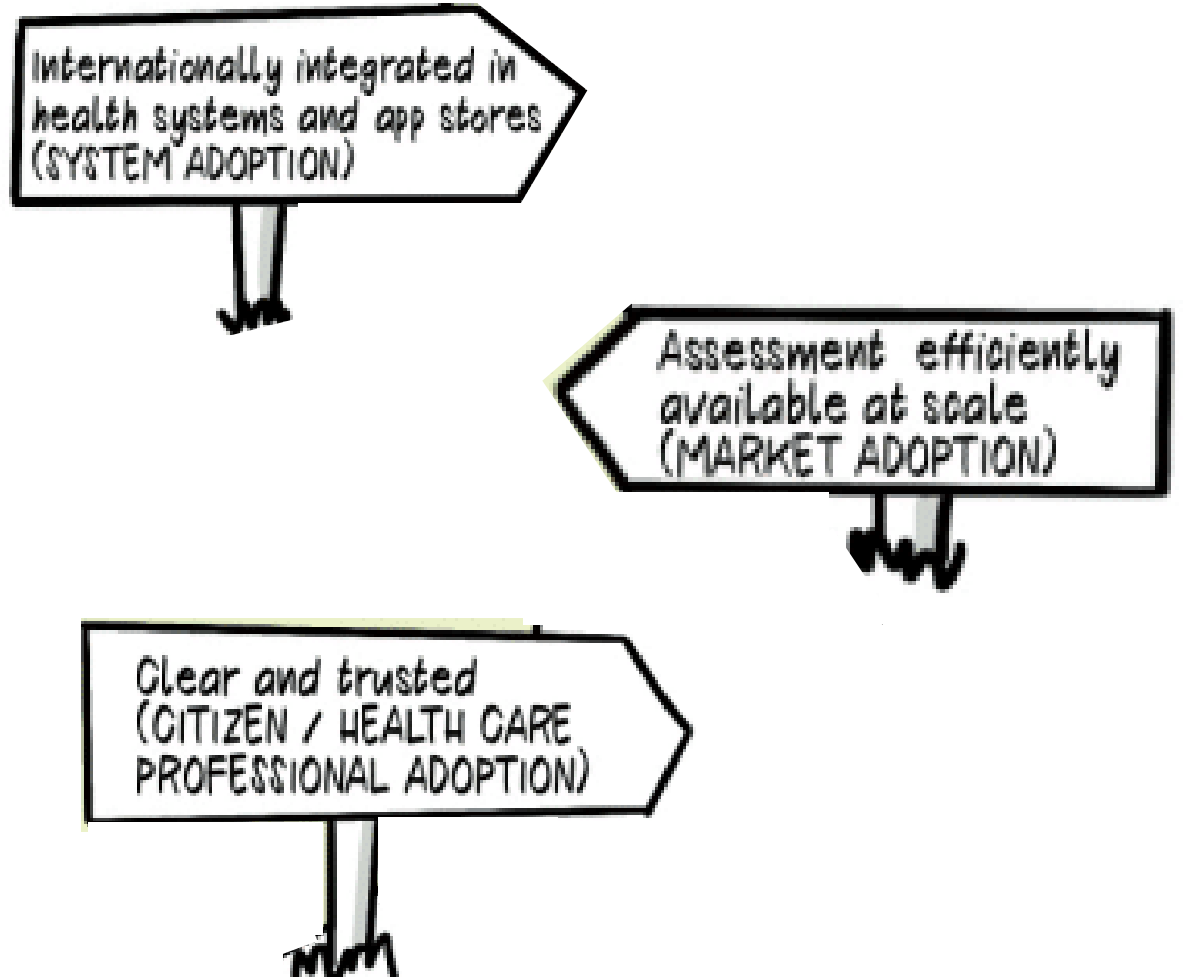 Internationally integrated in
health systems and app stores
(SYSTEM ADOPTION)
Assessment efficiently
available at scale
(MARKET ADOPTION)
Clear and trusted
(CITIZEN / HEALTH CARE
PROFESSIONAL ADOPTION)